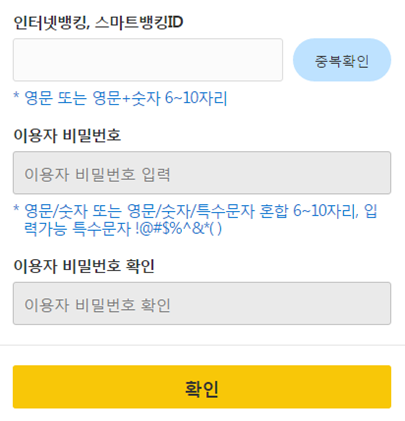 인터넷뱅킹, 스마트뱅킹ID
중복확인
* 영문 또는 영문+숫자 6~10자리
이용자 비밀번호
이용자 비밀번호 입력
* 영문/숫자 또는 영문/숫자/특수문자 혼합 6~10자리, 입
력가능 특수문자 !@#$%^&*( )
이용자 비밀번호 확인
이용자 비밀번호 확인
확인